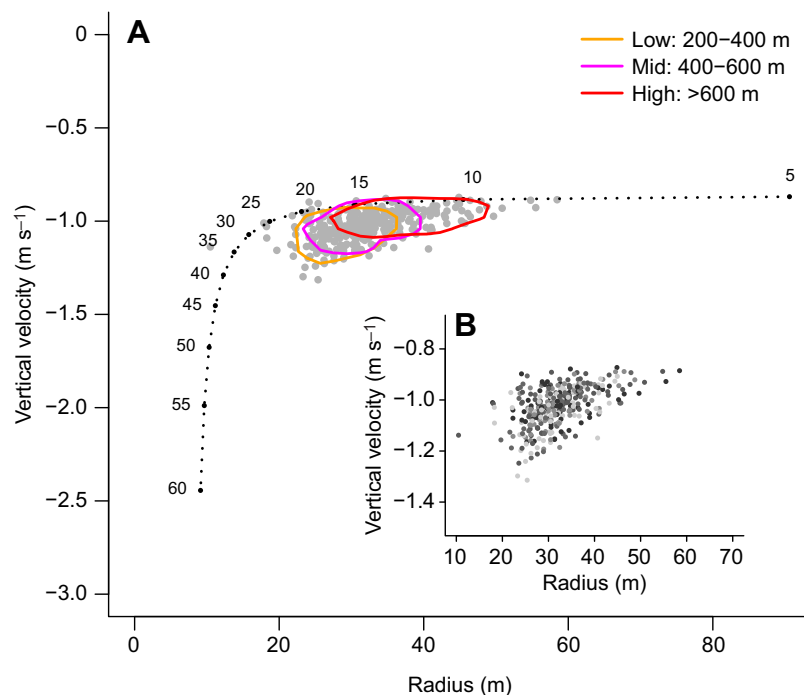 A
Low: 200−400 m
Mid: 400−600 m
High: >600 m
Vertical velocity (m s−1)
0
−0.5
−1.0
−1.5
−2.0
−2.5
−3.0
5
10
15
20
25
30
35
40
45
50
55
60
0
20
40
60
80
Radius (m)
B
Vertical velocity (m s−1)
−0.8
−1.0
−1.2
−1.4
10 20 30 40 50 60 70
Radius (m)